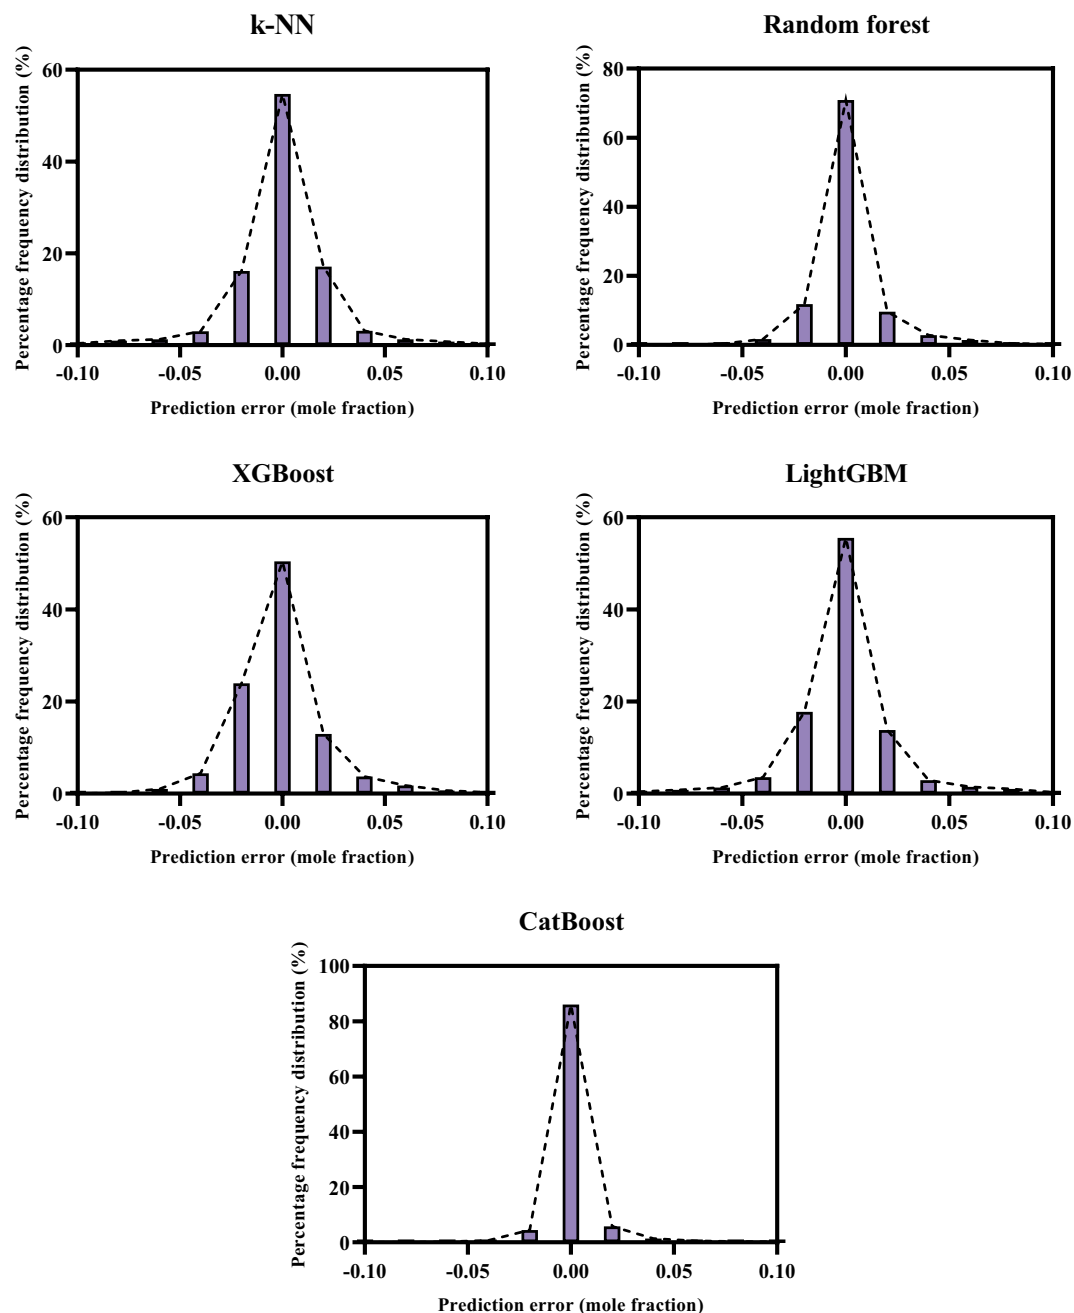 k-NN
Percentage frequency distribution (%)
60
40
20
0
-0.10 -0.05 0.00 0.05 0.10
Prediction error (mole fraction)
Random forest
Percentage frequency distribution (%)
80
60
40
20
0
-0.10 -0.05 0.00 0.05 0.10
Prediction error (mole fraction)
XGBoost
Percentage frequency distribution (%)
60
40
20
0
-0.10 -0.05 0.00 0.05 0.10
Prediction error (mole fraction)
LightGBM
Percentage frequency distribution (%)
60
40
20
0
-0.10 -0.05 0.00 0.05 0.10
Prediction error (mole fraction)
CatBoost
Percentage frequency distribution (%)
100
80
60
40
20
0
-0.10 -0.05 0.00 0.05 0.10
Prediction error (mole fraction)